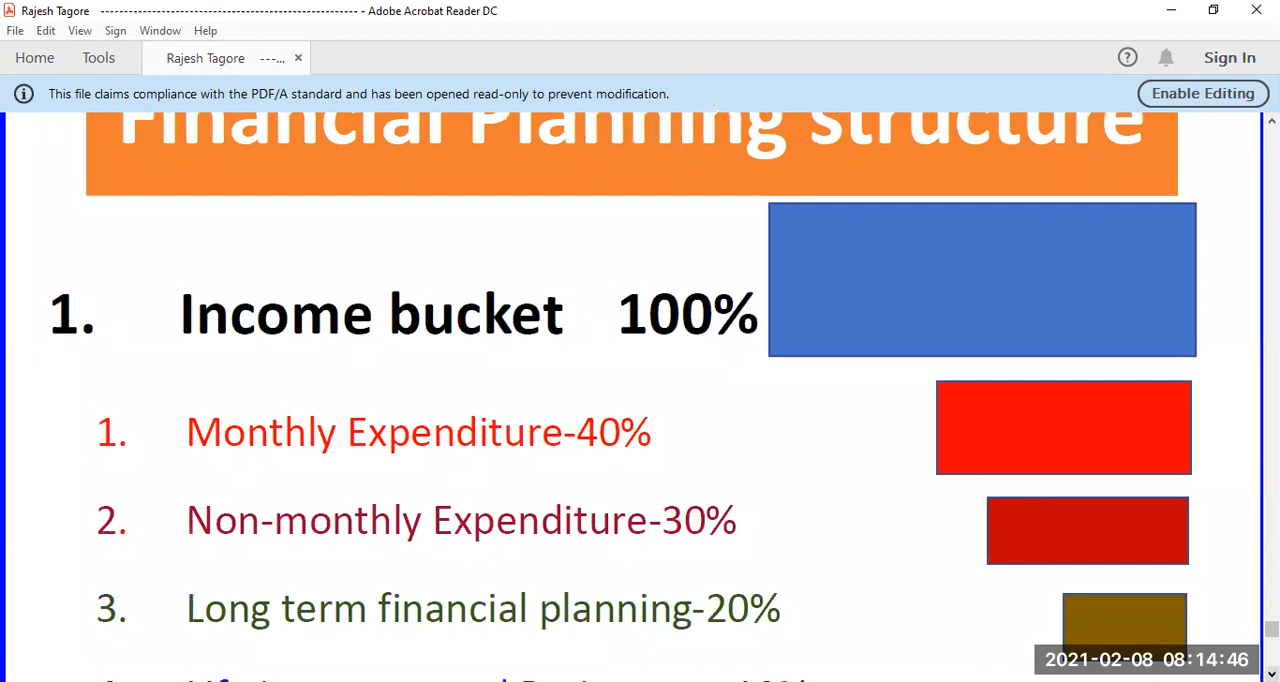 Rajesh Tagore ------------------------------------------------------ - Adobe Acrobat Reader DC
File Edit View Sign Window Help
Home Tools Rajesh Tagore ---... × Sign In
This file claims compliance with the PDF/A standard and has been opened read-only to prevent modification. Enable Editing
Financial Planning structure
1. Income bucket 100%
1. Monthly Expenditure-40%
2. Non-monthly Expenditure-30%
3. Long term financial planning-20%
2021-02-08 08:14:46